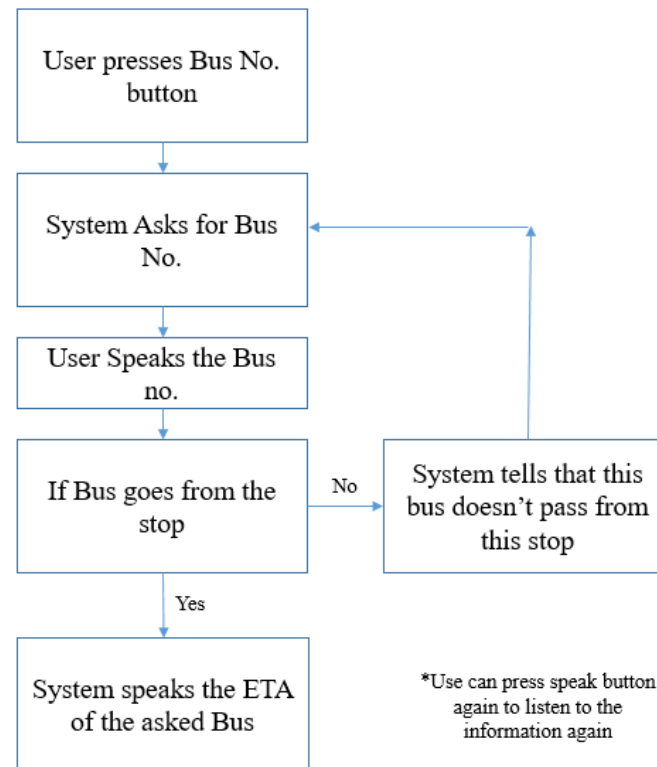 User presses Bus No.
button
System Asks for Bus
No.
User Speaks the Bus
no.
If Bus goes from the
stop
No
System tells that this
bus doesn’t pass from
this stop
Yes
System speaks the ETA
of the asked Bus
*Use can press speak button
again to listen to the
information again